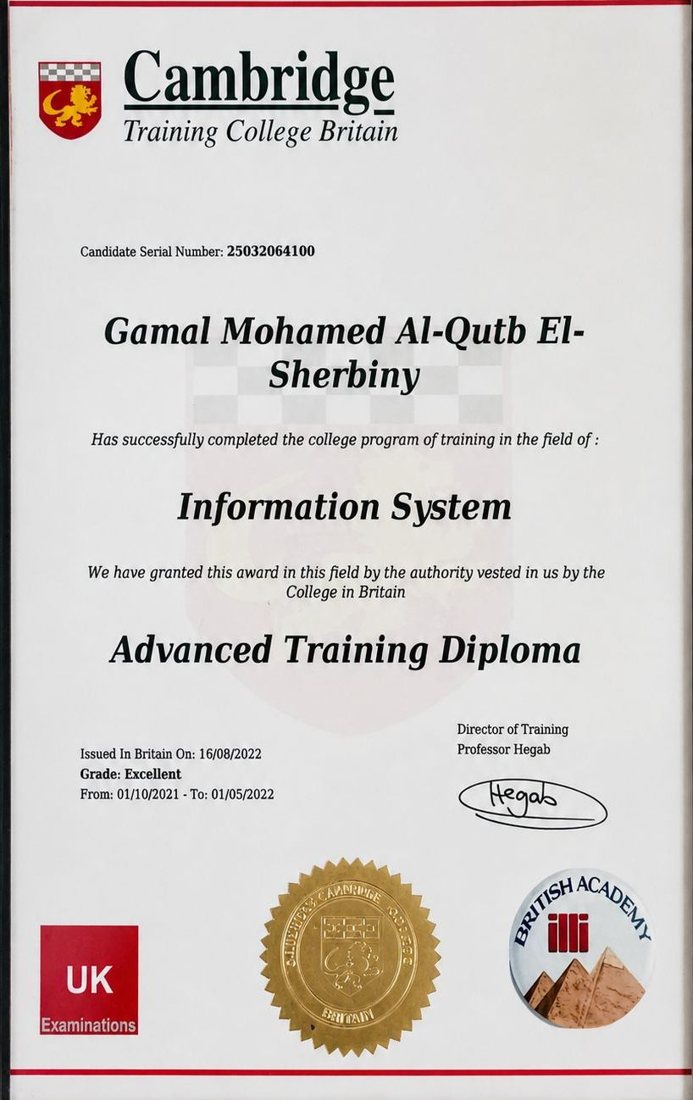 Cambridge
Training College Britain
Candidate Serial Number: 25032064100
Gamal Mohamed Al-Qutb El-
Sherbiny
Has successfully completed the college program of training in the field of :
Information System
We have granted this award in this field by the authority vested in us by the
College in Britain
Advanced Training Diploma
Director of Training
Professor Hegab
Issued In Britain On: 16/08/2022
Grade: Excellent
From: 01/10/2021 - To: 01/05/2022
Hegab
BRITISH ACADEMY
illi
UK
Examinations
BRITAIN